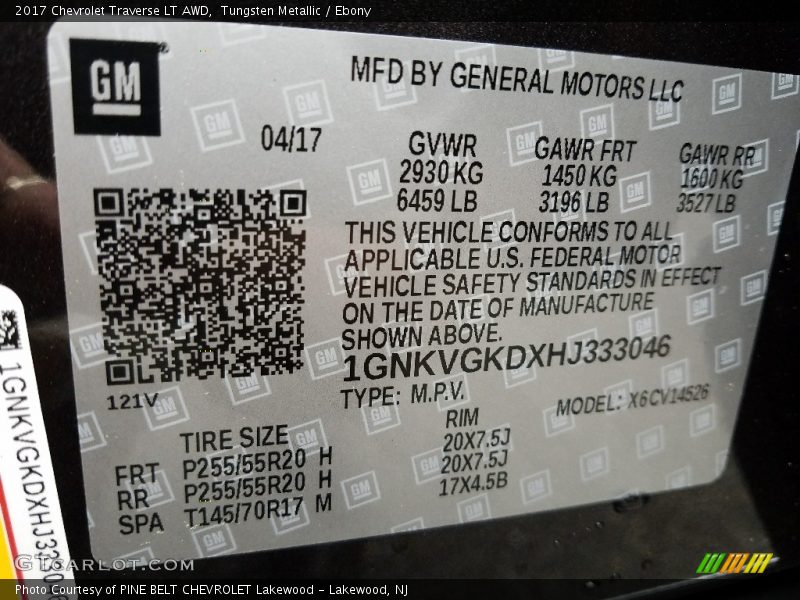 2017 Chevrolet Traverse LT AWD,  Tungsten Metallic / Ebony
GM
MFD BY GENERAL MOTORS LLC
04/17
GVWR
2930 KG
6459 LB
GAWR FRT
1450 KG
3196 LB
GAWR RR
1600 KG
3527 LB
THIS VEHICLE CONFORMS TO ALL
APPLICABLE U.S. FEDERAL MOTOR
VEHICLE SAFETY STANDARDS IN EFFECT
ON THE DATE OF MANUFACTURE
SHOWN ABOVE.
1GNKVGKDXHJ333046
TYPE: M.P.V. MODEL: X6CV14526
121V
TIRE SIZE RIM
FRT P255/55R20 H 20X7.5J
RR P255/55R20 H 20X7.5J
SPA T145/70R17 M 17X4.5B
1GNKVGKDXHJ33304
GTcarlot.com
Photo Courtesy of PINE BELT CHEVROLET Lakewood - Lakewood, NJ